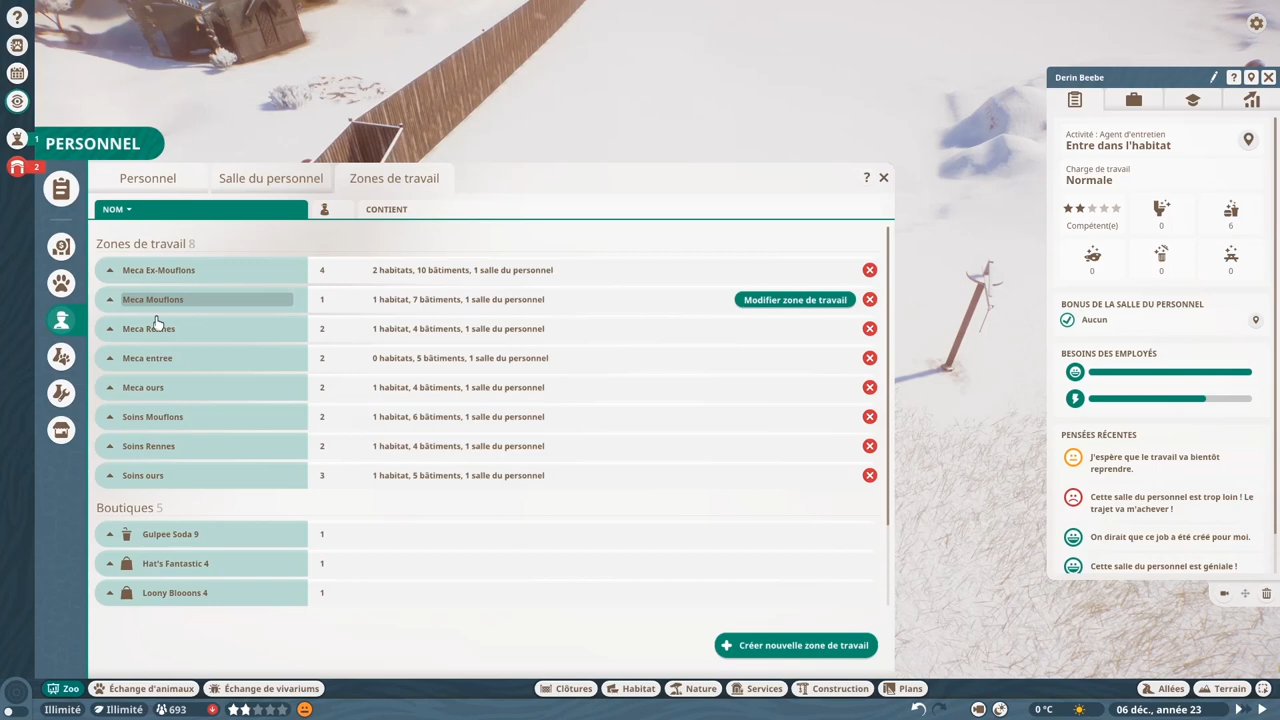 ?
Derin Beebe
?
1
PERSONNEL
2
Activité : Agent d'entretien
Entre dans l'habitat
Charge de travail
Normale
Compétent(e)
0
6
0
0
0
BONUS DE LA SALLE DU PERSONNEL
Aucun
BESOINS DES EMPLOYÉS
PENSÉES RÉCENTES
J'espère que le travail va bientôt
reprendre.
Cette salle du personnel est trop loin ! Le
trajet va m'achever !
On dirait que ce job a été créé pour moi.
Cette salle du personnel est géniale !
Personnel
Salle du personnel
Zones de travail
?
NOM
CONTIENT
Zones de travail 8
Meca Ex-Mouflons 4 2 habitats, 10 bâtiments, 1 salle du personnel
Meca Mouflons 1 1 habitat, 7 bâtiments, 1 salle du personnel Modifier zone de travail
Meca Rennes 2 1 habitat, 4 bâtiments, 1 salle du personnel
Meca entree 2 0 habitats, 5 bâtiments, 1 salle du personnel
Meca ours 2 1 habitat, 4 bâtiments, 1 salle du personnel
Soins Mouflons 2 1 habitat, 6 bâtiments, 1 salle du personnel
Soins Rennes 2 1 habitat, 4 bâtiments, 1 salle du personnel
Soins ours 3 1 habitat, 5 bâtiments, 1 salle du personnel
Boutiques 5
Gulpee Soda 9 1
Hat's Fantastic 4 1
Loony Blooons 4 1
Créer nouvelle zone de travail
Zoo Échange d'animaux Échange de vivariums Clôtures Habitat Nature Services Construction Plans Allées Terrain
Illimité Illimité 693 0 °C 06 déc., année 23